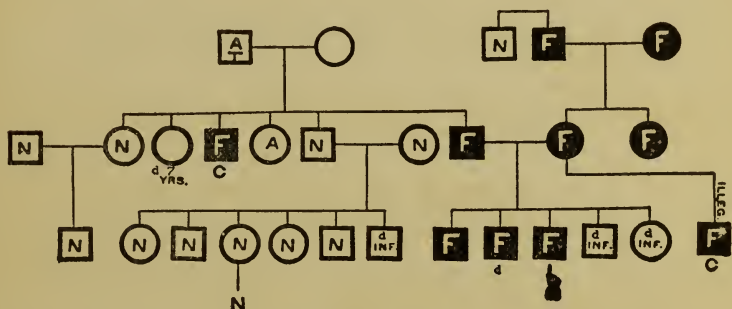 N F F
A
T
N N F A N N F F F
d 7
YRS.
C
ILLEG.
N N N N N N d INF. F F F d INF. d INF. F
d
C
N